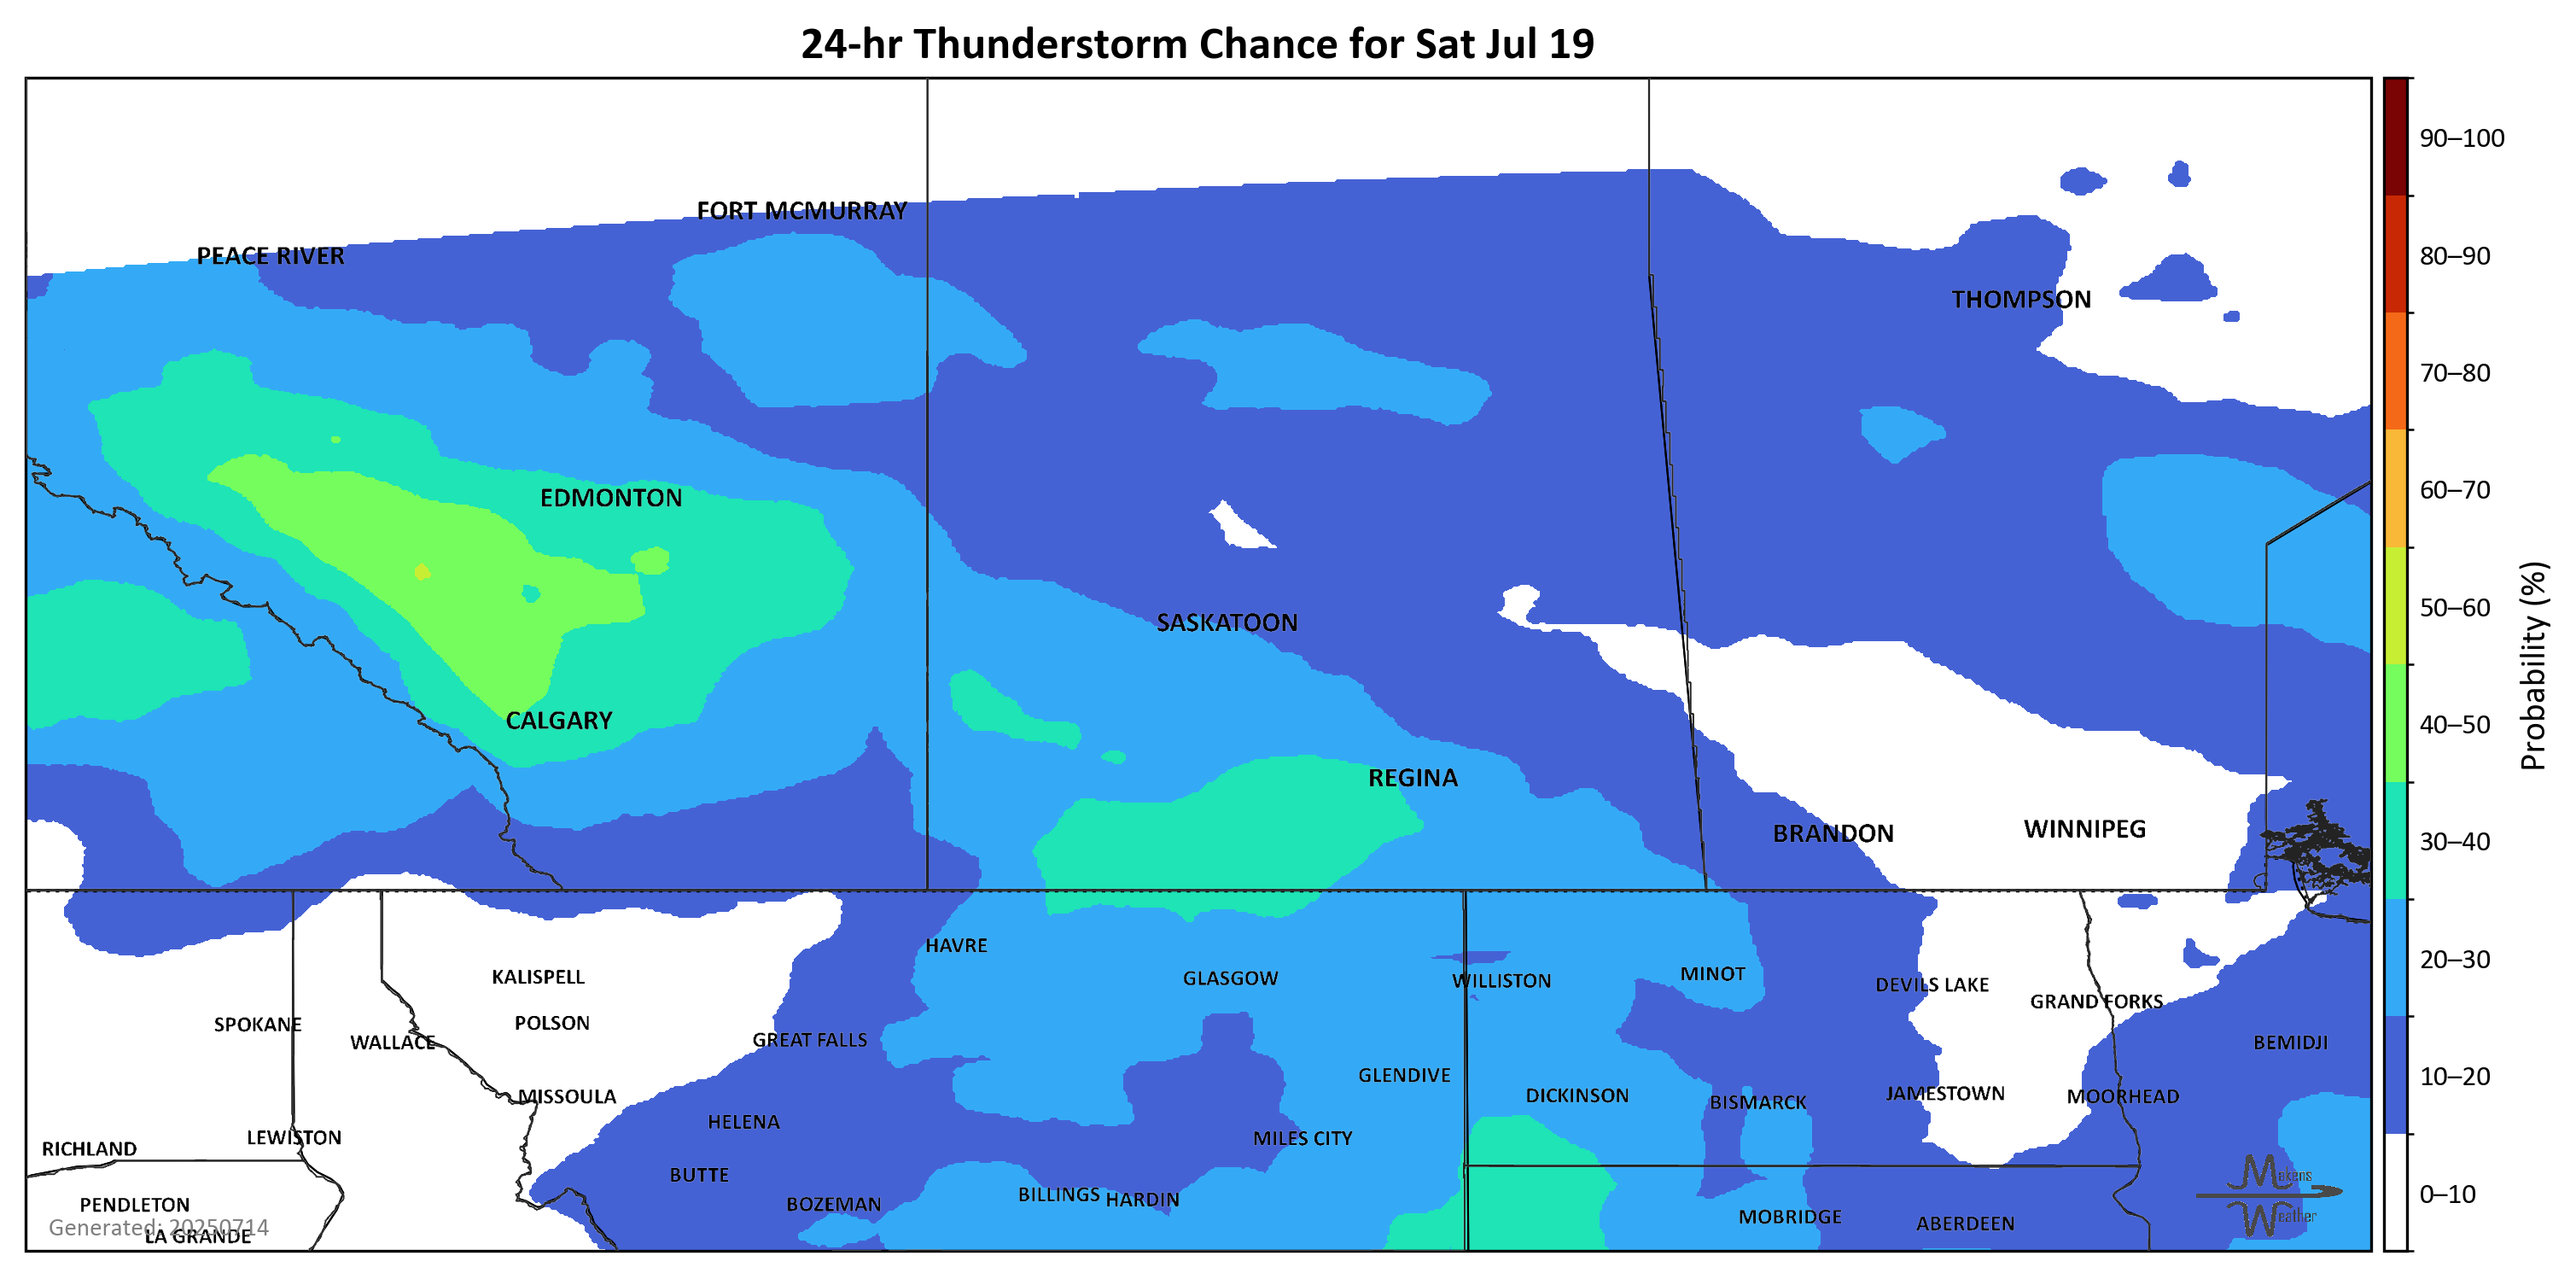 24-hr Thunderstorm Chance for Sat Jul 19
90–100
FORT MCMURRAY
PEACE RIVER
80–90
THOMPSON
70–80
60–70
EDMONTON
50–60
SASKATOON
Probability (%)
CALGARY
40–50
REGINA
BRANDON
WINNIPEG
30–40
HAVRE
20–30
KALISPELL
GLASGOW
WILLISTON
MINOT
DEVILS LAKE
GRAND FORKS
SPOKANE
POLSON
WALLACE
GREAT FALLS
BEMIDJI
GLENDIVE
10–20
MISSOULA
DICKINSON
BISMARCK
JAMESTOWN
MOORHEAD
HELENA
LEWISTON
MILES CITY
RICHLAND
BUTTE
Makens
BILLINGS
HARDIN
0–10
PENDLETON
BOZEMAN
MOBRIDGE
ABERDEEN
Weather
Generated: 20250714
LA GRANDE